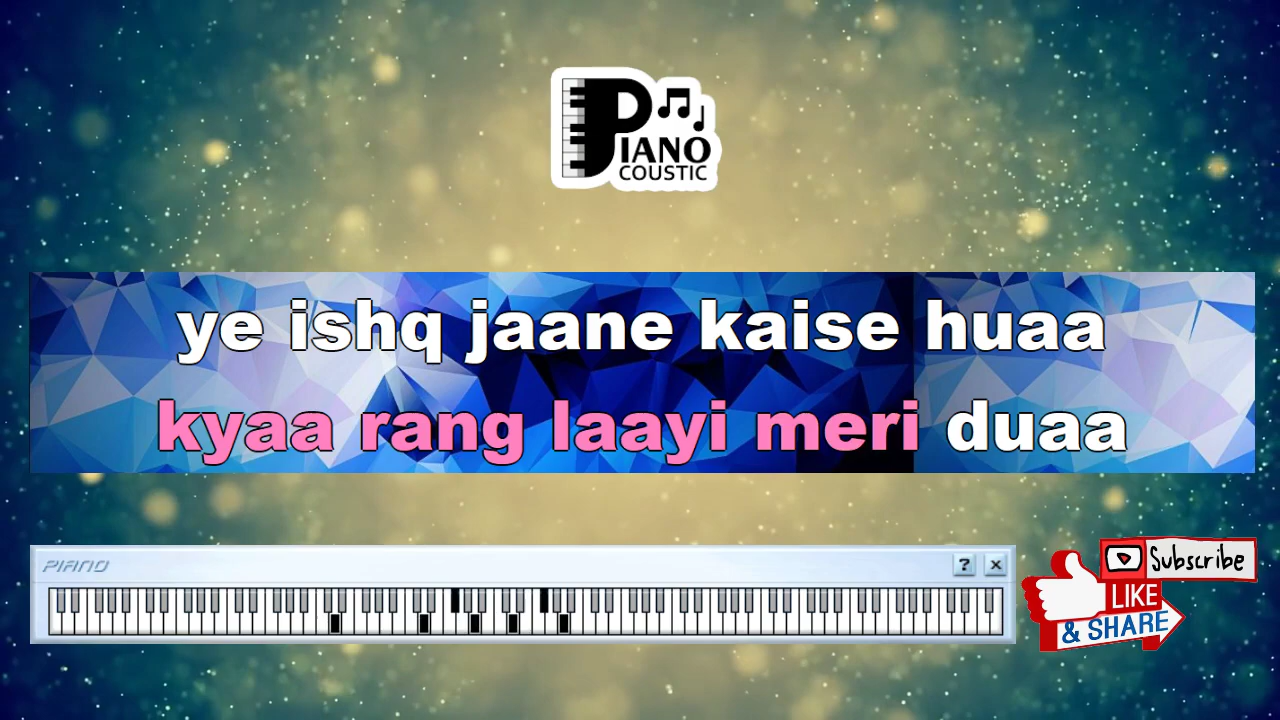 PIANO
COUSTIC
ye ishq jaane kaise huaa
kyaa rang laayi meri duaa
PIANO
?
×
Subscribe
LIKE
& SHARE